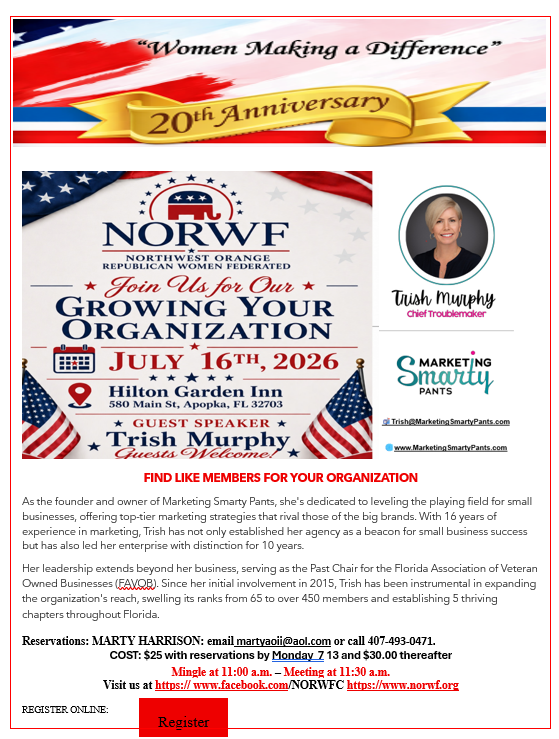 “Women Making a Difference”
20th Anniversary
NORWF
NORTHWEST ORANGE
REPUBLICAN WOMEN FEDERATED
Join Us for Our
GROWING YOUR
ORGANIZATION
JULY 16TH, 2026
Hilton Garden Inn
580 Main St, Apopka, FL 32703
GUEST SPEAKER
Trish Murphy
Guests Welcome!
Trish Murphy
Chief Troublemaker
MARKETING
Smarty
PANTS
Trish@MarketingSmartyPants.com
www.MarketingSmartyPants.com
FIND LIKE MEMBERS FOR YOUR ORGANIZATION
As the founder and owner of Marketing Smarty Pants, she's dedicated to leveling the playing field for small
businesses, offering top-tier marketing strategies that rival those of the big brands. With 16 years of
experience in marketing, Trish has not only established her agency as a beacon for small business success
but has also led her enterprise with distinction for 10 years.
Her leadership extends beyond her business, serving as the Past Chair for the Florida Association of Veteran
Owned Businesses (FAVOB). Since her initial involvement in 2015, Trish has been instrumental in expanding
the organization's reach, swelling its ranks from 65 to over 450 members and establishing 5 thriving
chapters throughout Florida.
Reservations: MARTY HARRISON: email martyaoii@aol.com or call 407-493-0471.
COST: $25 with reservations by Monday 7 13 and $30.00 thereafter
Mingle at 11:00 a.m. – Meeting at 11:30 a.m.
Visit us at https:// www.facebook.com/NORWFC https://www.norwf.org
REGISTER ONLINE:
Register